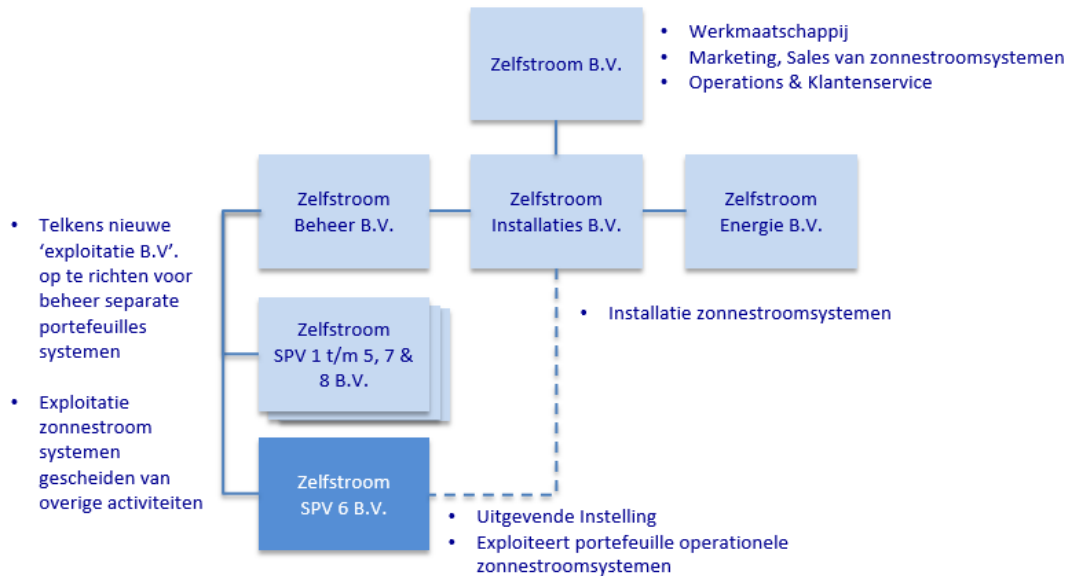 Zelfstroom B.V.
• Werkmaatschappij
• Marketing, Sales van zonnestroomsystemen
• Operations & Klantenservice
Zelfstroom
Beheer B.V.
Zelfstroom
Installaties B.V.
Zelfstroom
Energie B.V.
• Telkens nieuwe
‘exploitatie B.V’.
op te richten voor
beheer separate
portefeuilles
systemen
• Exploitatie
zonnestroom
systemen
gescheiden van
overige activiteiten
• Installatie zonnestroomsystemen
Zelfstroom
SPV 1 t/m 5, 7 &
8 B.V.
Zelfstroom
SPV 6 B.V.
• Uitgevende Instelling
• Exploiteert portefeuille operationele
zonnestroomsystemen